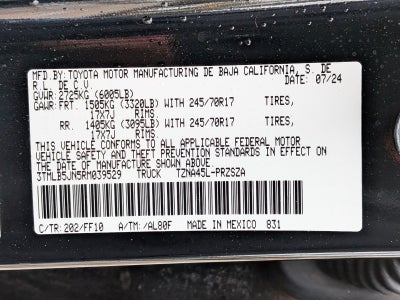 MFD.BY:TOYOTA MOTOR MANUFACTURING DE BAJA CALIFORNIA, S. DE
R.L. DE C.V. DATE: 07/24
GVWR:2725KG (6005LB)
GAWR:FRT. 1505KG (3320LB) WITH 245/70R17 TIRES,
17X7J RIMS.
RR. 1405KG (3095LB) WITH 245/70R17 TIRES,
17X7J RIMS.
THIS VEHICLE CONFORMS TO ALL APPLICABLE FEDERAL MOTOR
VEHICLE SAFETY AND THEFT PREVENTION STANDARDS IN EFFECT ON
THE DATE OF MANUFACTURE SHOWN ABOVE.
3TMLB5JN5RM039529 TRUCK TZNA45L-PRZSZA
C/TR:202/FF10 A/TM:/AL80F MADE IN MEXICO 831